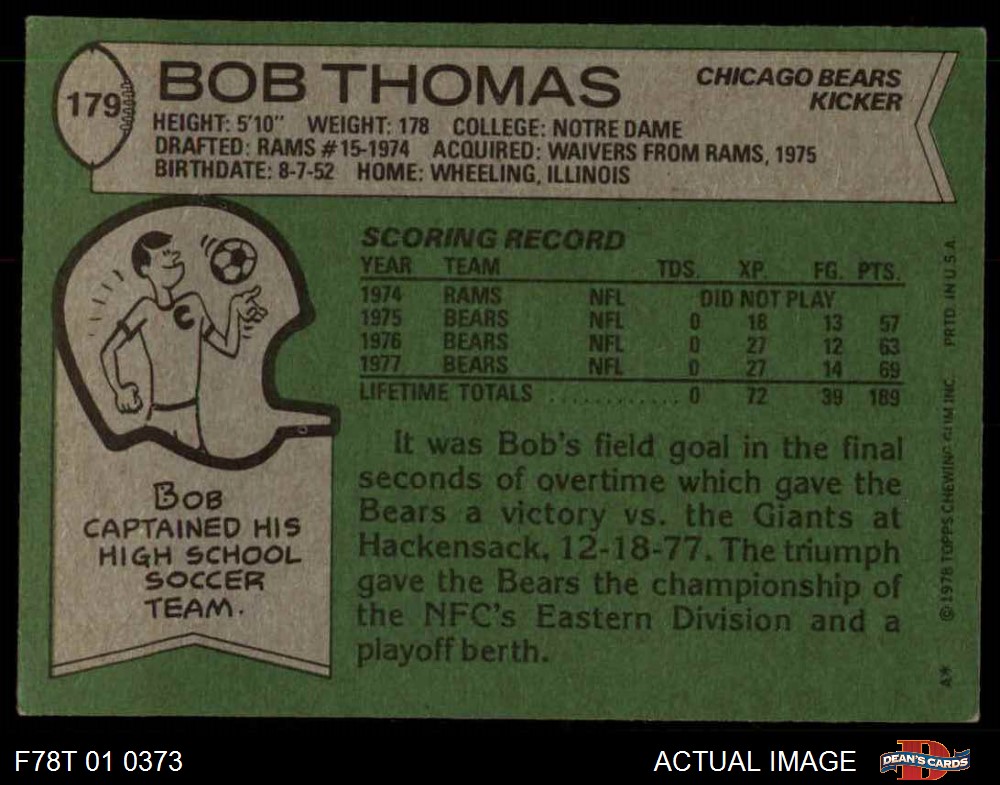 179
BOB THOMAS
CHICAGO BEARS
KICKER
HEIGHT: 5'10" WEIGHT: 178 COLLEGE: NOTRE DAME
DRAFTED: RAMS #15-1974 ACQUIRED: WAIVERS FROM RAMS, 1975
BIRTHDATE: 8-7-52 HOME: WHEELING, ILLINOIS
C
BOB
CAPTAINED HIS
HIGH SCHOOL
SOCCER
TEAM.
SCORING RECORD
YEAR TEAM TDS. XP. FG. PTS.
1974 RAMS NFL DID NOT PLAY
1975 BEARS NFL 0 18 13 57
1976 BEARS NFL 0 27 12 63
1977 BEARS NFL 0 27 14 69
LIFETIME TOTALS ............ 0 72 39 189
It was Bob's field goal in the final
seconds of overtime which gave the
Bears a victory vs. the Giants at
Hackensack, 12-18-77. The triumph
gave the Bears the championship of
the NFC's Eastern Division and a
playoff berth.
A* © 1978 TOPPS CHEWING GUM INC. PRTD. IN U.S.A.
F78T 01 0373
ACTUAL IMAGE
D
DEAN'S CARDS